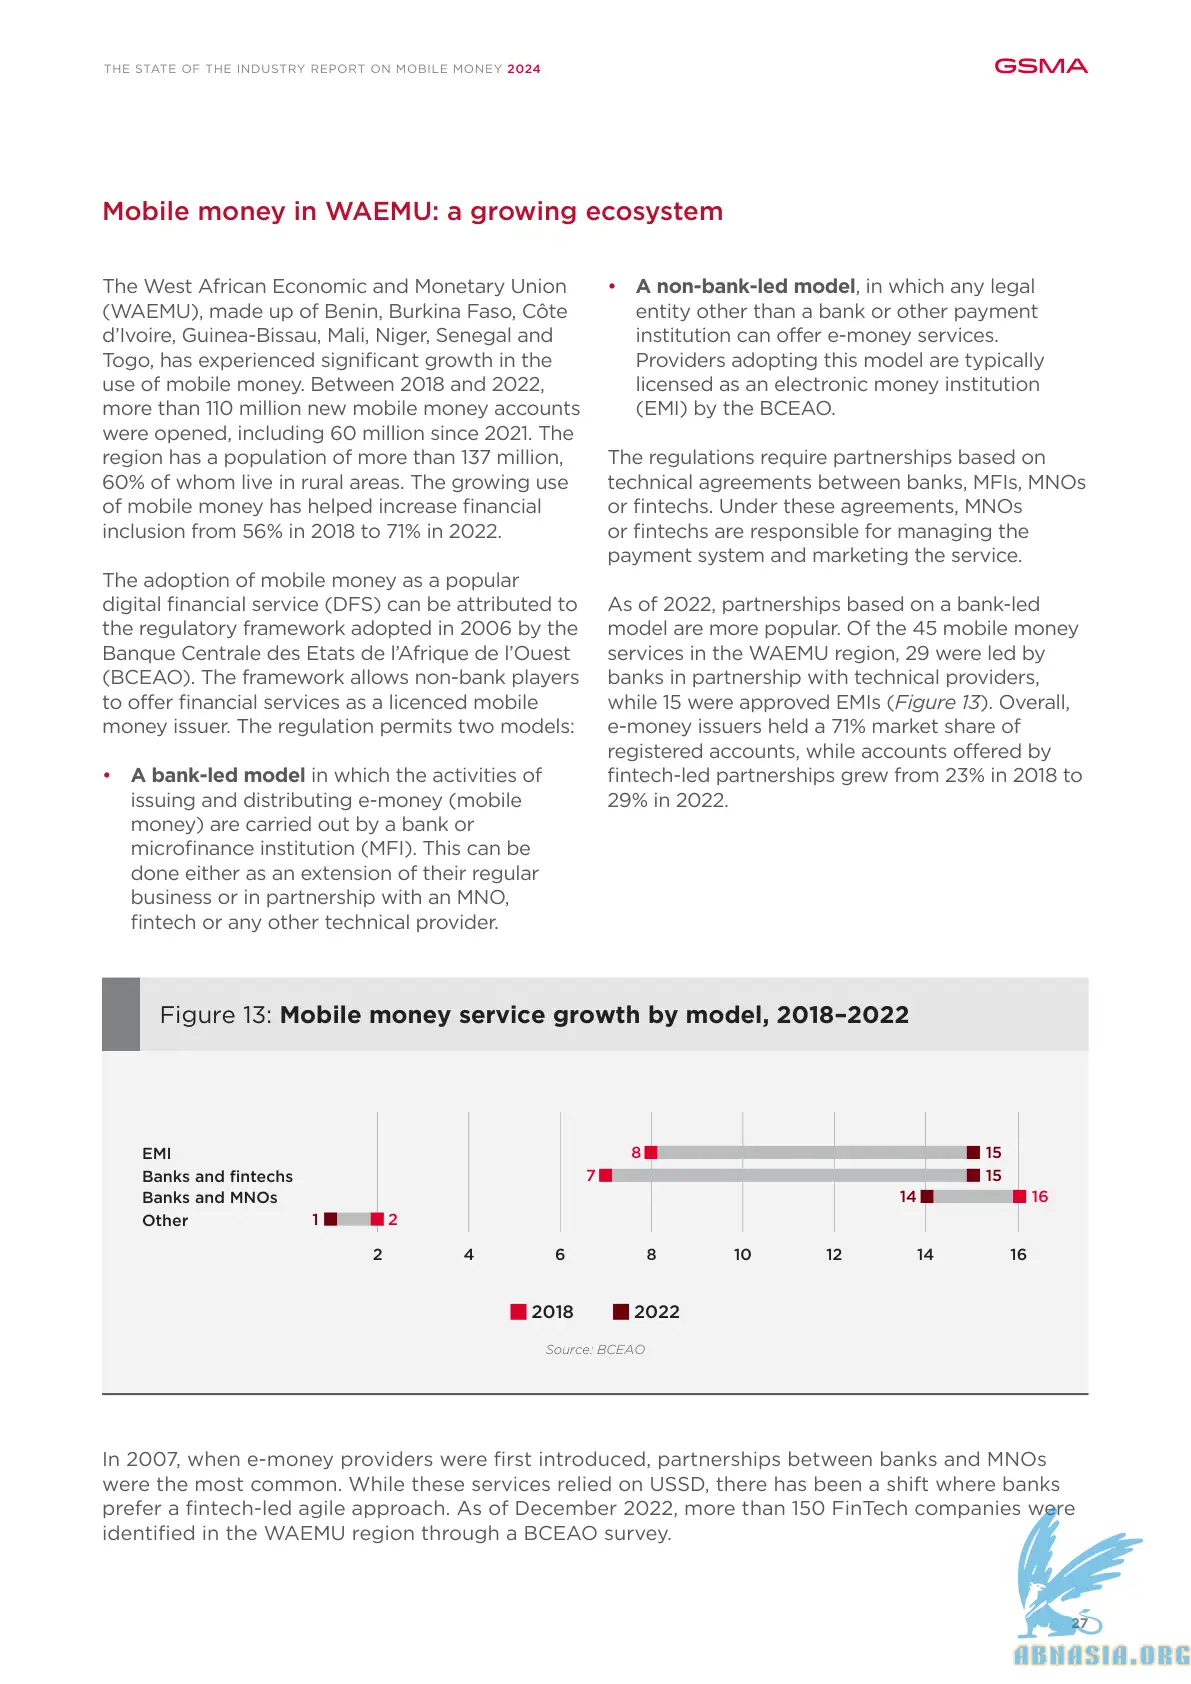 THE STATE OF THE INDUSTRY REPORT ON MOBILE MONEY 2024
GSMA
Mobile money in WAEMU: a growing ecosystem
The West African Economic and Monetary Union
(WAEMU), made up of Benin, Burkina Faso, Côte
d’Ivoire, Guinea-Bissau, Mali, Niger, Senegal and
Togo, has experienced significant growth in the
use of mobile money. Between 2018 and 2022,
more than 110 million new mobile money accounts
were opened, including 60 million since 2021. The
region has a population of more than 137 million,
60% of whom live in rural areas. The growing use
of mobile money has helped increase financial
inclusion from 56% in 2018 to 71% in 2022.
The adoption of mobile money as a popular
digital financial service (DFS) can be attributed to
the regulatory framework adopted in 2006 by the
Banque Centrale des Etats de l’Afrique de l’Ouest
(BCEAO). The framework allows non-bank players
to offer financial services as a licenced mobile
money issuer. The regulation permits two models:
• A bank-led model in which the activities of
issuing and distributing e-money (mobile
money) are carried out by a bank or
microfinance institution (MFI). This can be
done either as an extension of their regular
business or in partnership with an MNO,
fintech or any other technical provider.
• A non-bank-led model, in which any legal
entity other than a bank or other payment
institution can offer e-money services.
Providers adopting this model are typically
licensed as an electronic money institution
(EMI) by the BCEAO.
The regulations require partnerships based on
technical agreements between banks, MFIs, MNOs
or fintechs. Under these agreements, MNOs
or fintechs are responsible for managing the
payment system and marketing the service.
As of 2022, partnerships based on a bank-led
model are more popular. Of the 45 mobile money
services in the WAEMU region, 29 were led by
banks in partnership with technical providers,
while 15 were approved EMIs (Figure 13). Overall,
e-money issuers held a 71% market share of
registered accounts, while accounts offered by
fintech-led partnerships grew from 23% in 2018 to
29% in 2022.
Figure 13: Mobile money service growth by model, 2018–2022
EMI 8 15
Banks and fintechs 7 15
Banks and MNOs 14 16
Other 1 2
2 4 6 8 10 12 14 16
2018 2022
Source: BCEAO
In 2007, when e-money providers were first introduced, partnerships between banks and MNOs
were the most common. While these services relied on USSD, there has been a shift where banks
prefer a fintech-led agile approach. As of December 2022, more than 150 FinTech companies were
identified in the WAEMU region through a BCEAO survey.
27
ABNASIA.ORG